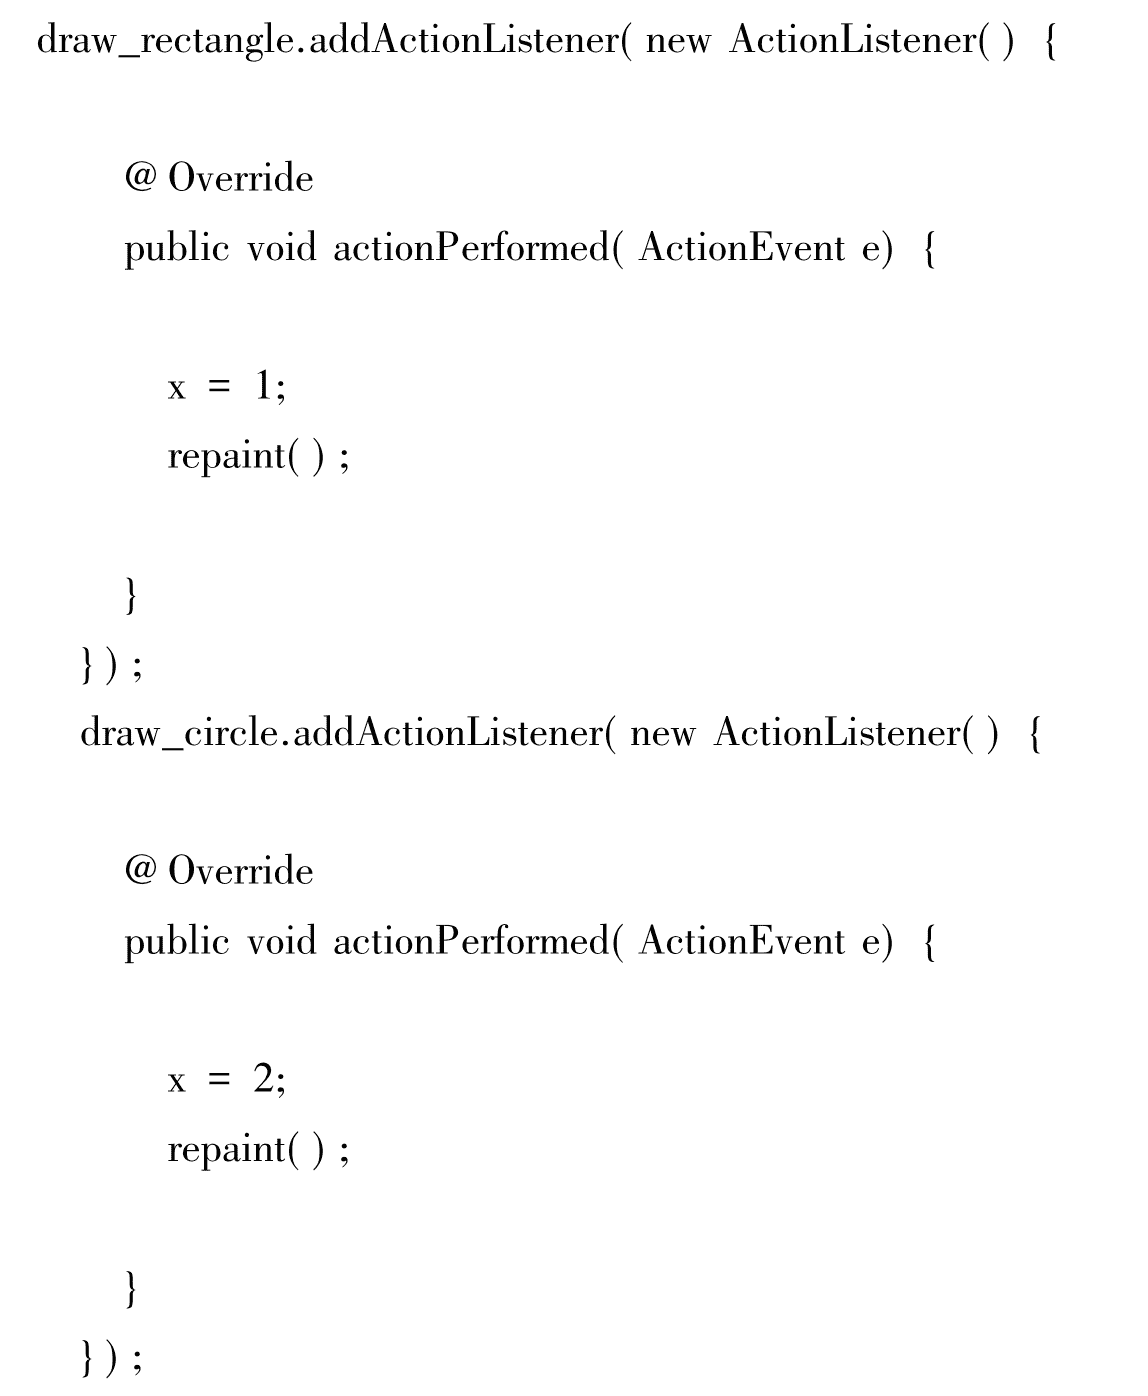 draw_rectangle.addActionListener( new ActionListener( ) {
@ Override
public void actionPerformed( ActionEvent e) {
x = 1;
repaint( ) ;
}
} ) ;
draw_circle.addActionListener( new ActionListener( ) {
@ Override
public void actionPerformed( ActionEvent e) {
x = 2;
repaint( ) ;
}
} ) ;